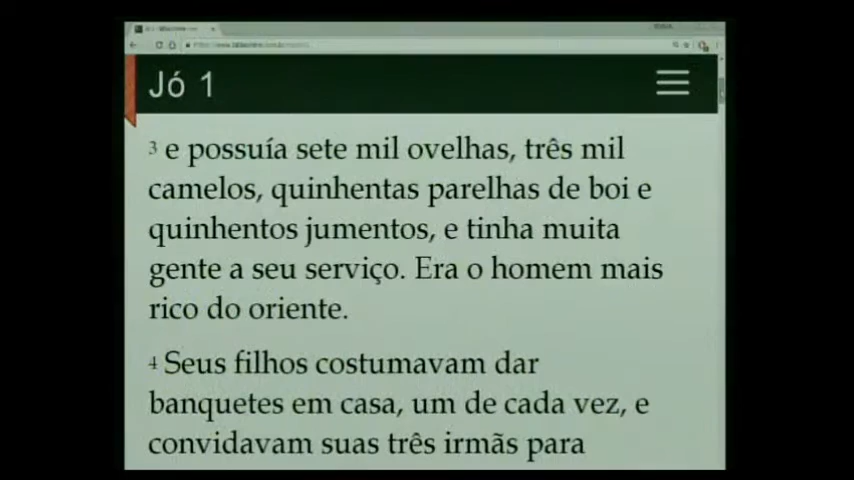 Jó 1
3 e possuía sete mil ovelhas, três mil
camelos, quinhentas parelhas de boi e
quinhentos jumentos, e tinha muita
gente a seu serviço. Era o homem mais
rico do oriente.
4 Seus filhos costumavam dar
banquetes em casa, um de cada vez, e
convidavam suas três irmãs para